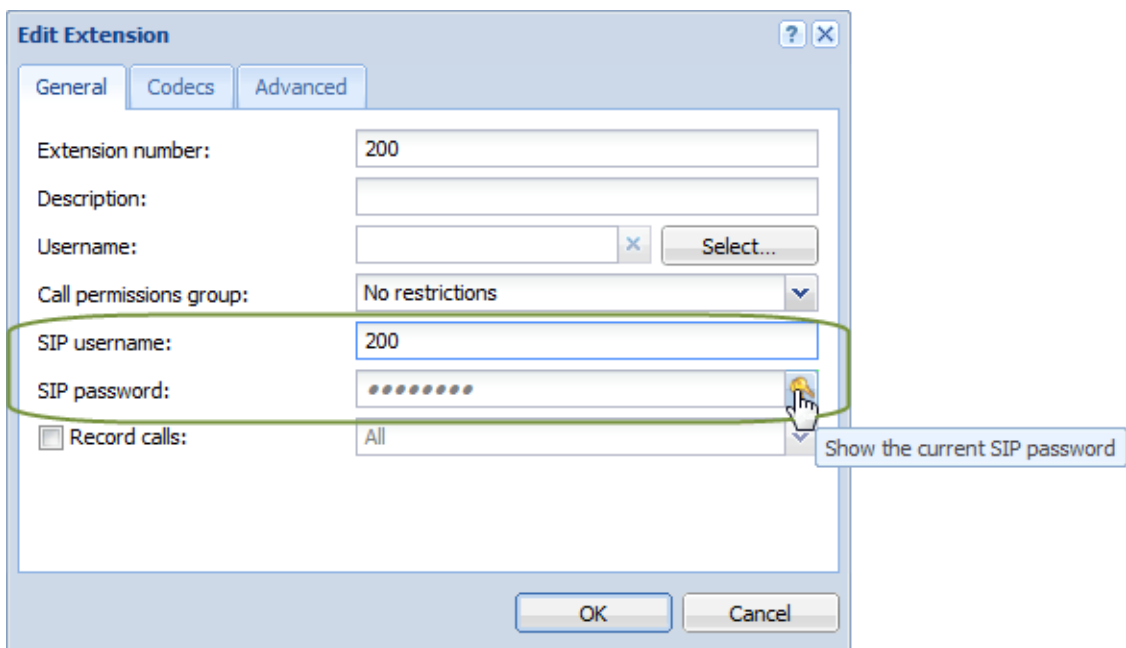 Edit Extension
General Codecs Advanced
Extension number: 200
Description:
Username: Select...
Call permissions group: No restrictions
SIP username: 200
SIP password: ●●●●●●●●
Record calls: All
Show the current SIP password
OK Cancel